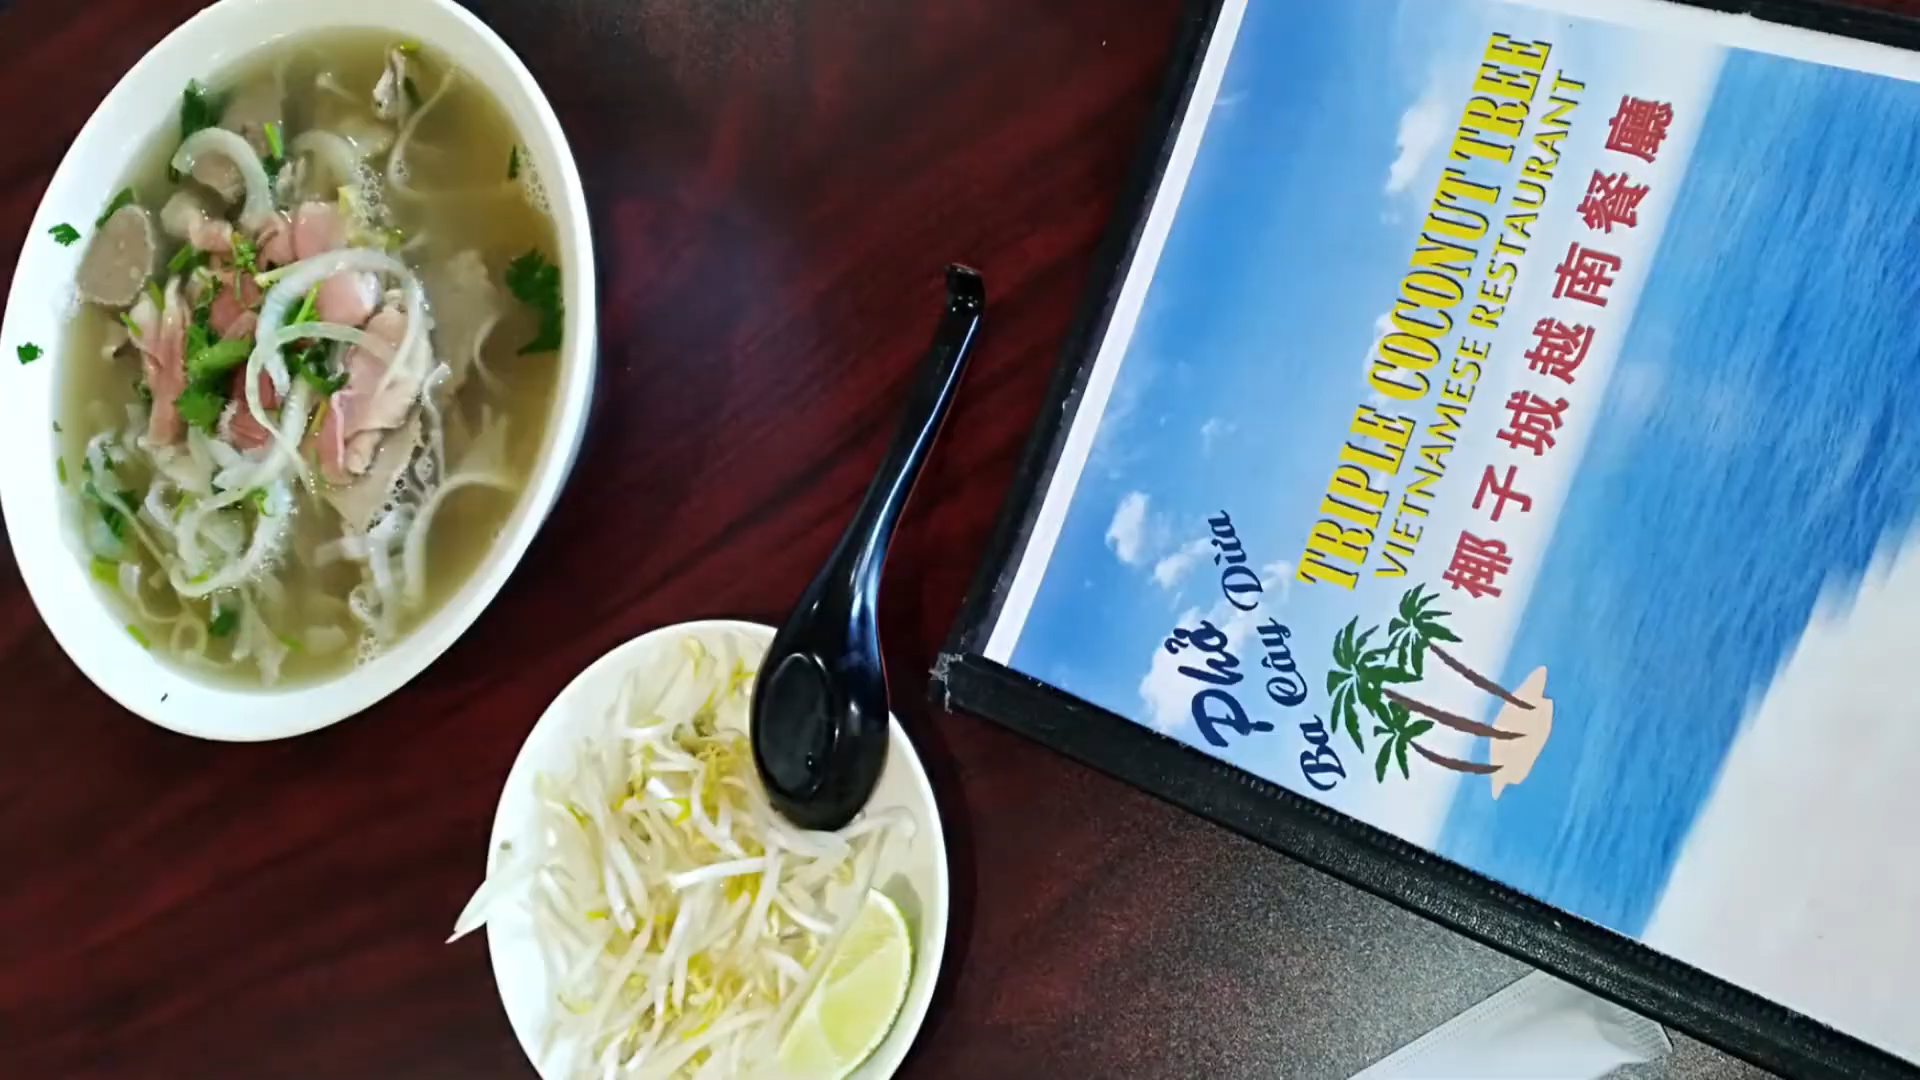 Phở
Ba Cây Dừa
TRIPLE COCONUT TREE
VIETNAMESE RESTAURANT
椰子城越南餐廳